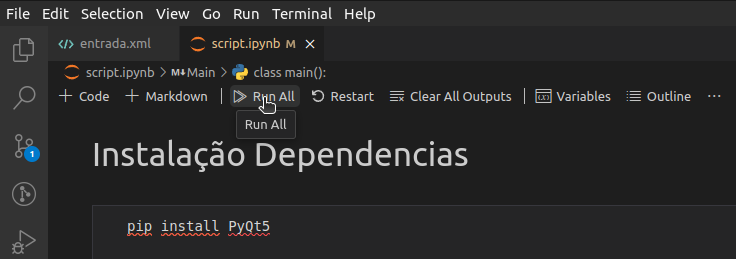 File Edit Selection View Go Run Terminal Help
entrada.xml script.ipynb M
script.ipynb > M↓Main > class main():
+ Code + Markdown Run All Restart Clear All Outputs Variables Outline ...
Run All
1
Instalação Dependencias
pip install PyQt5